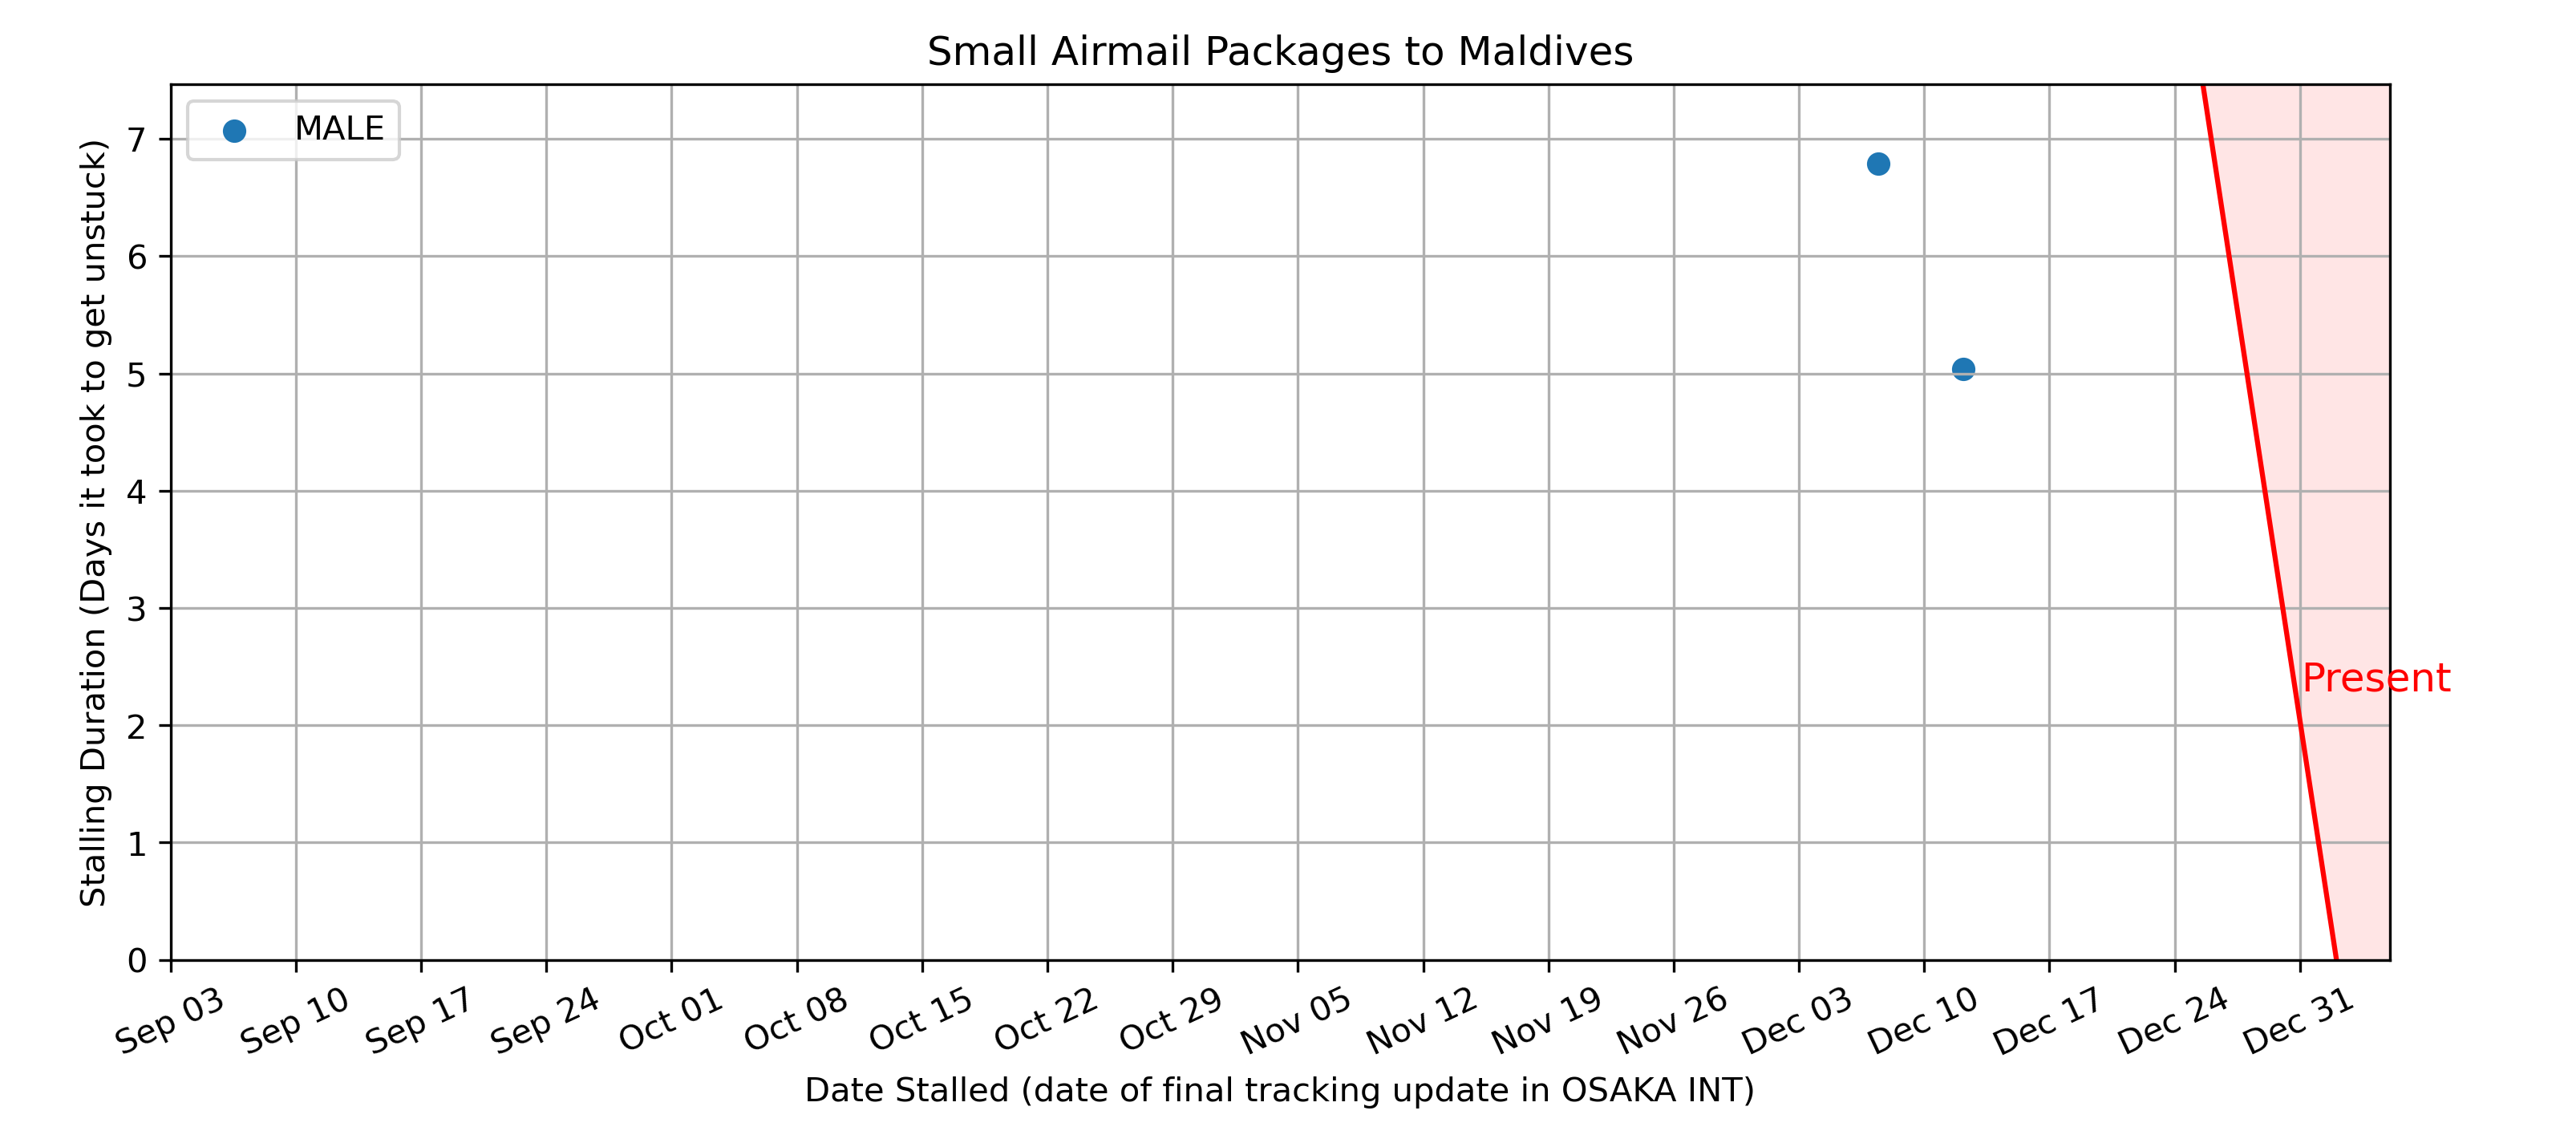 Small Airmail Packages to Maldives
MALE
Stalling Duration (Days it took to get unstuck)
7
6
5
4
3
2
1
0
Present
Sep 03 Sep 10 Sep 17 Sep 24 Oct 01 Oct 08 Oct 15 Oct 22 Oct 29 Nov 05 Nov 12 Nov 19 Nov 26 Dec 03 Dec 10 Dec 17 Dec 24 Dec 31
Date Stalled (date of final tracking update in OSAKA INT)